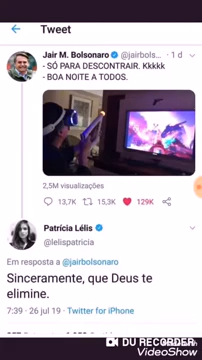 Tweet
Jair M. Bolsonaro @jairbols... · 1 d
- SÓ PARA DESCONTRAIR. Kkkkk
- BOA NOITE A TODOS.
2,5M visualizações
13,7K 15,3K 129K
Patrícia Lélis
@lelispatricia
Em resposta a @jairbolsonaro
Sinceramente, que Deus te
elimine.
7:39 · 26 jul 19 · Twitter for iPhone
DU RECORDER
VideoShow